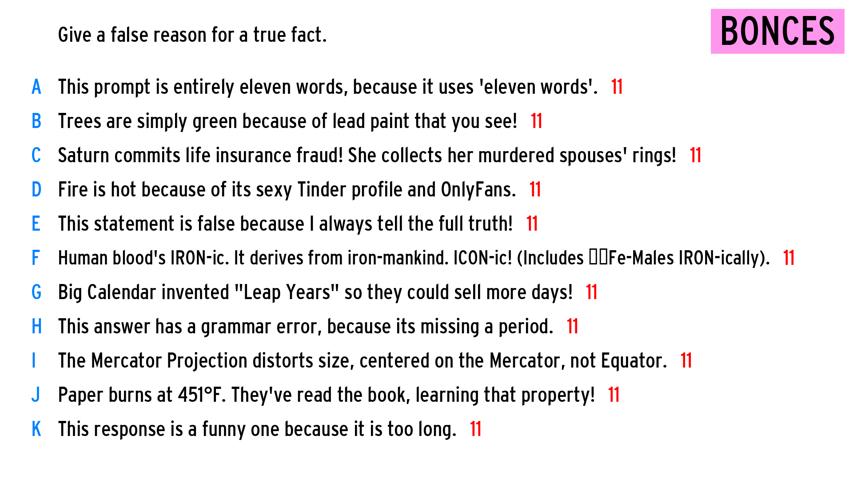 Give a false reason for a true fact.
BONCES
A This prompt is entirely eleven words, because it uses 'eleven words'. 11
B Trees are simply green because of lead paint that you see! 11
C Saturn commits life insurance fraud! She collects her murdered spouses' rings! 11
D Fire is hot because of its sexy Tinder profile and OnlyFans. 11
E This statement is false because I always tell the full truth! 11
F Human blood's IRON-ic. It derives from iron-mankind. ICON-ic! (Includes Fe-Males IRON-ically). 11
G Big Calendar invented "Leap Years" so they could sell more days! 11
H This answer has a grammar error, because its missing a period. 11
I The Mercator Projection distorts size, centered on the Mercator, not Equator. 11
J Paper burns at 451°F. They've read the book, learning that property! 11
K This response is a funny one because it is too long. 11